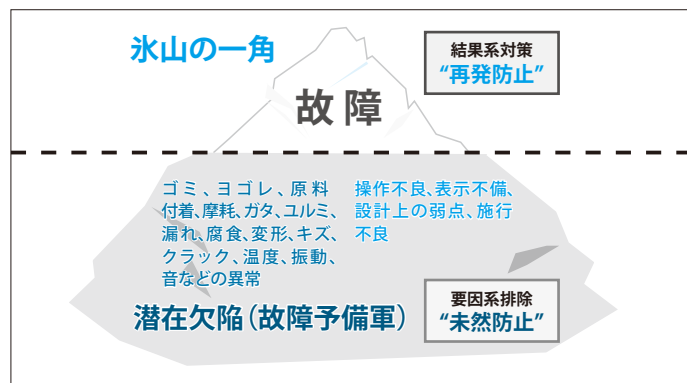 氷山の一角
結果系対策
“再発防止”
故障
ゴミ、ヨゴレ、原料
付着、摩耗、ガタ、ユルミ、
漏れ、腐食、変形、キズ、
クラック、温度、振動、
音などの異常
操作不良、表示不備、
設計上の弱点、施行
不良
潜在欠陥（故障予備軍）
要因系排除
“未然防止”